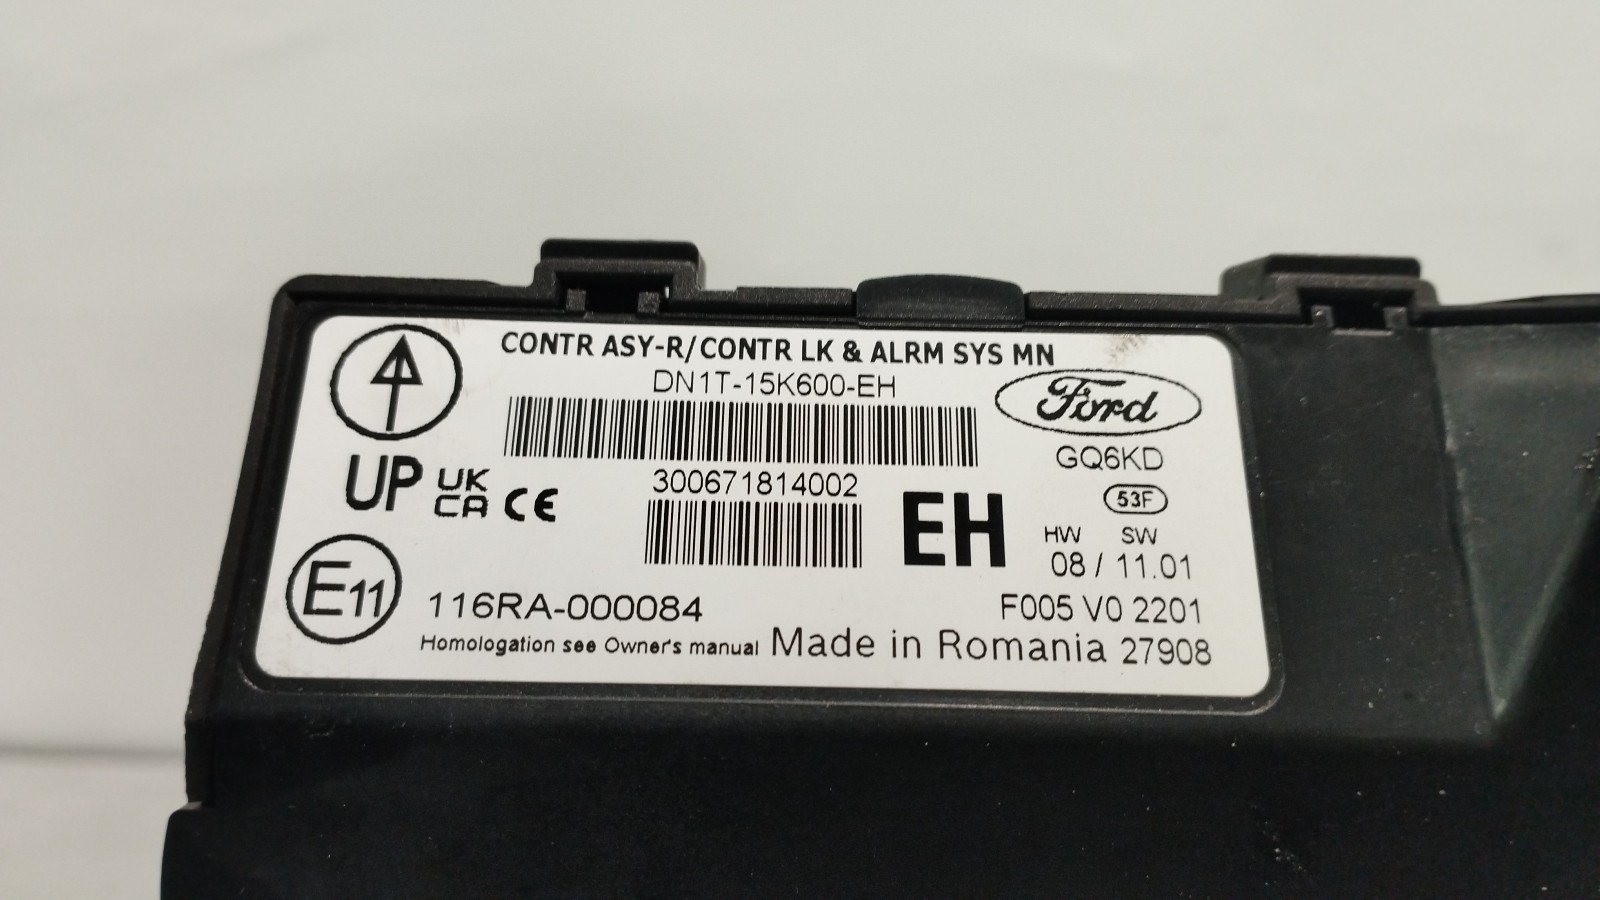 CONTR ASY-R/CONTR LK & ALRM SYS MN
DN1T-15K600-EH
Ford
GQ6KD
UP
UK
CA
CE
300671814002
EH
53F
HW SW
08 / 11.01
E11
116RA-000084
F005 V0 2201
Homologation see Owner's manual Made in Romania 27908